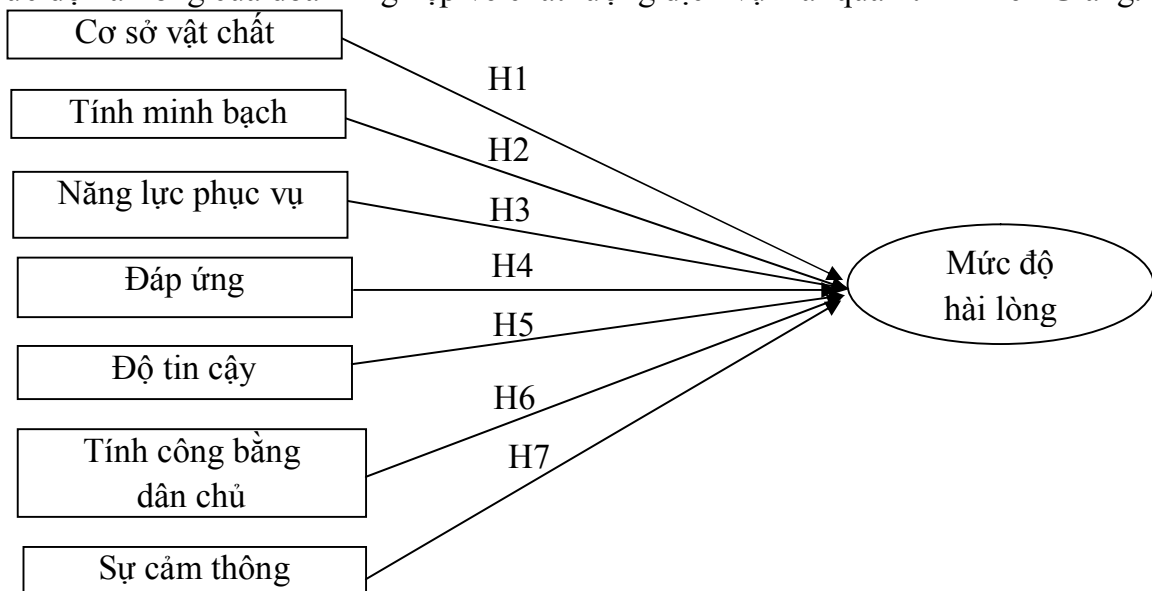 Cơ sở vật chất
H1
Tính minh bạch
H2
Năng lực phục vụ
H3
Đáp ứng
H4
Mức độ
hài lòng
H5
Độ tin cậy
H6
Tính công bằng
dân chủ
H7
Sự cảm thông